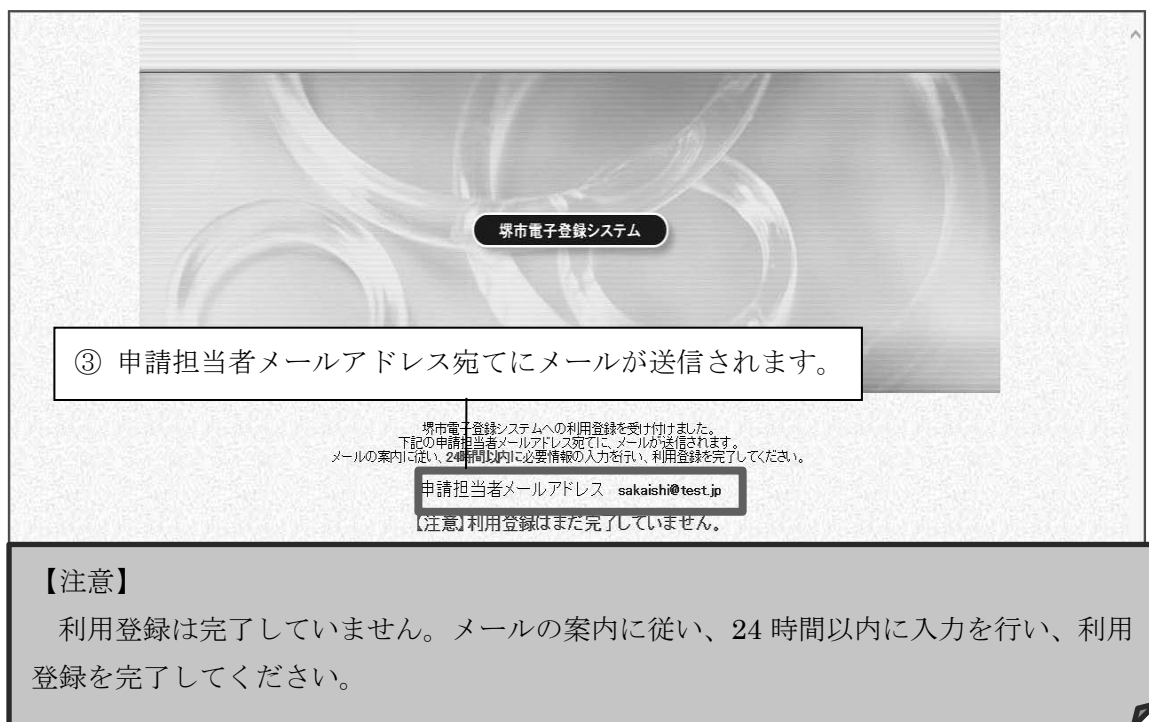 堺市電子登録システム
③ 申請担当者メールアドレス宛てにメールが送信されます。
堺市電子登録システムへの利用登録を受け付けました。
下記の申請担当者メールアドレス宛てに、メールが送信されます。
メールの案内に従い、24時間以内に必要情報の入力を行い、利用登録を完了してください。
申請担当者メールアドレス sakaishi@test.jp
【注意】利用登録はまだ完了していません。
【注意】
利用登録は完了していません。メールの案内に従い、24 時間以内に入力を行い、利用
登録を完了してください。